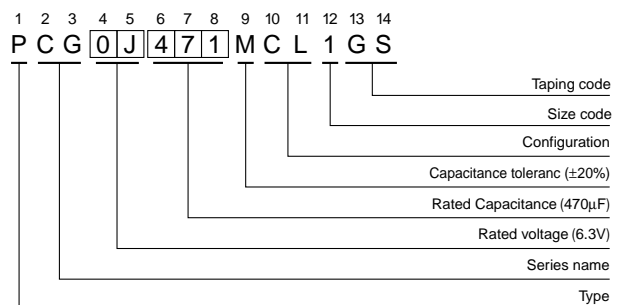 1 2 3 4 5 6 7 8 9 10 11 12 13 14
P C G 0 J 4 7 1 M C L 1 G S
Taping code
Size code
Configuration
Capacitance toleranc (±20%)
Rated Capacitance (470µF)
Rated voltage (6.3V)
Series name
Type